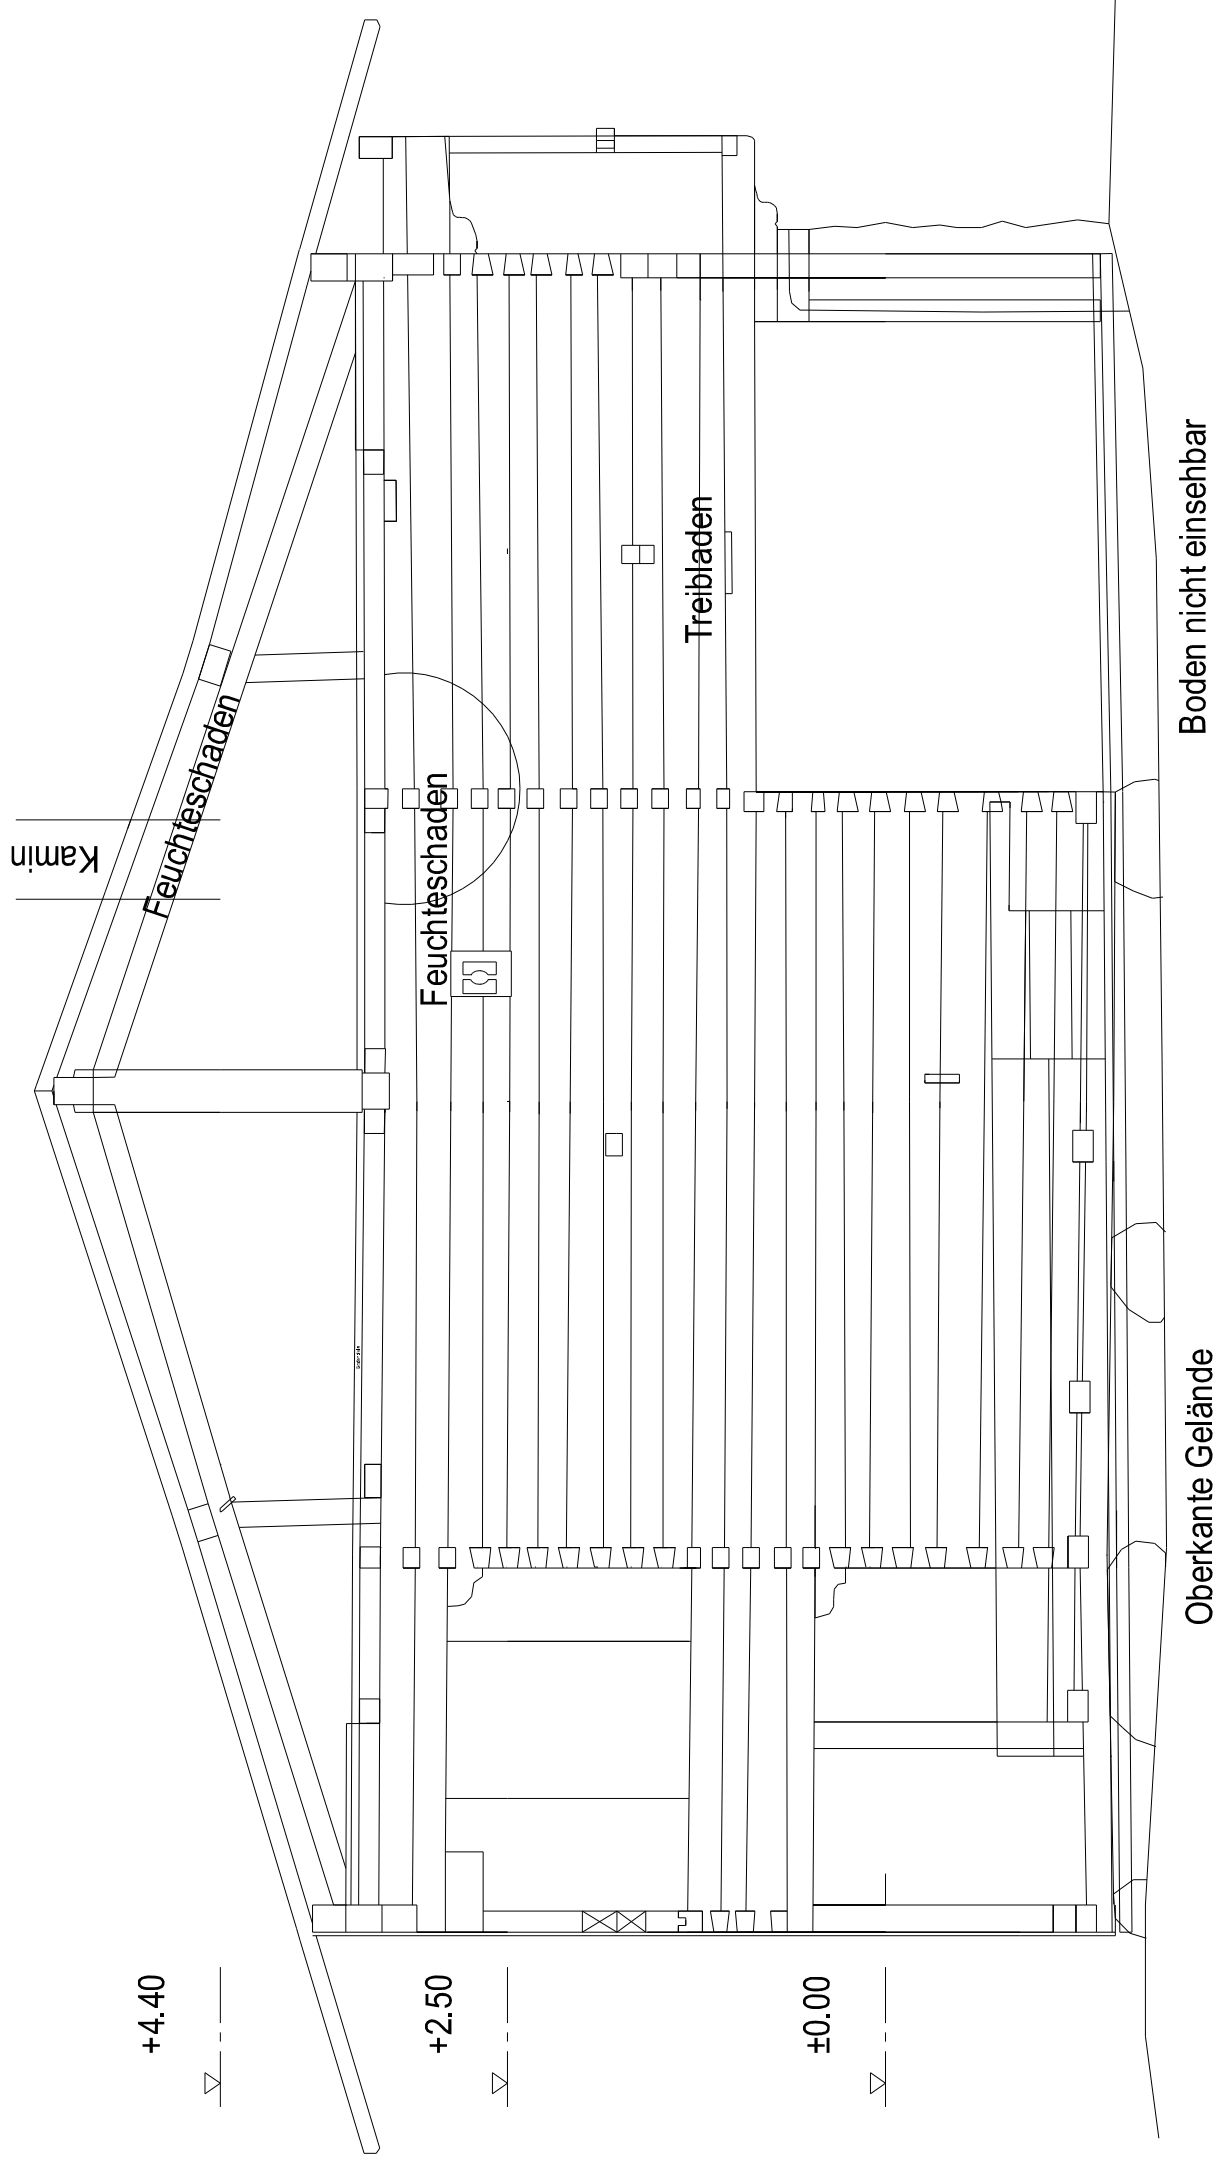 Kamin
Feuchteschaden
Feuchteschaden
Treibladen
+4.40
+2.50
±0.00
Boden nicht einsehbar
Oberkante Gelände